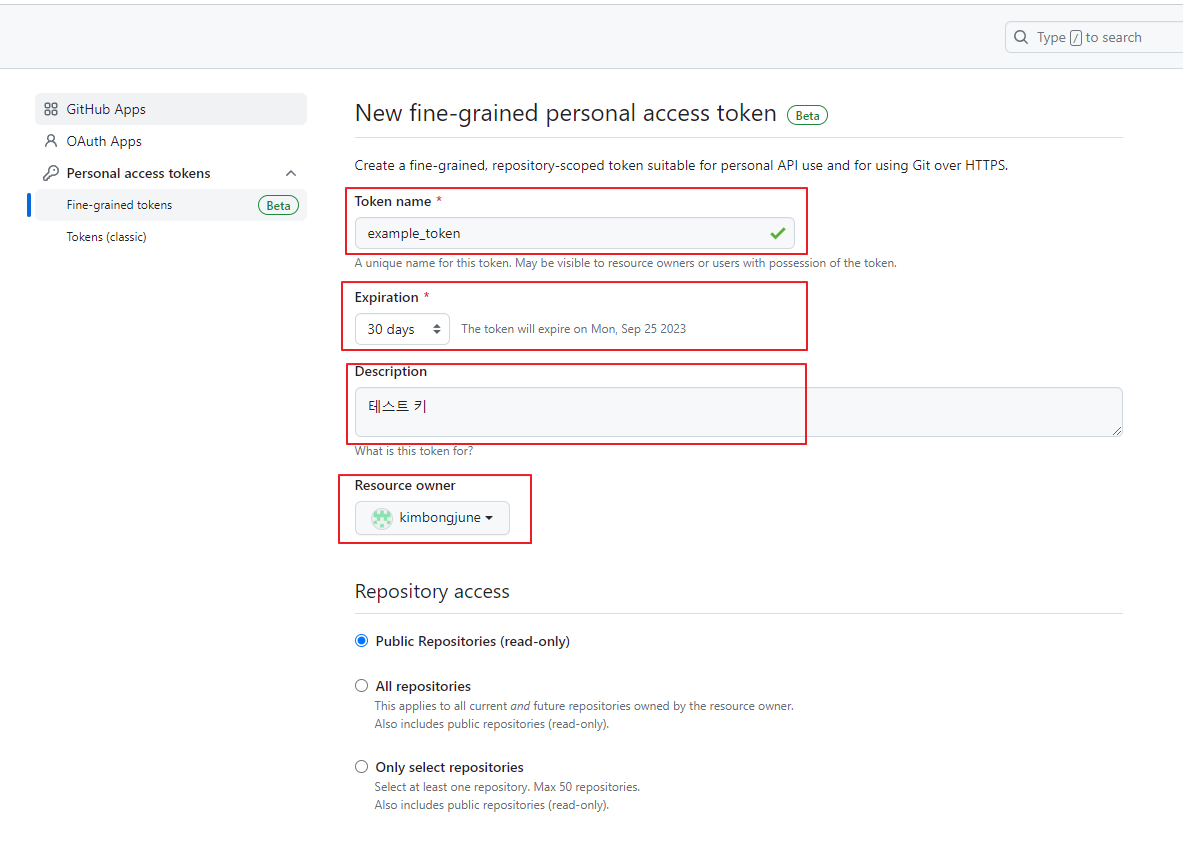 Type / to search
GitHub Apps
OAuth Apps
Personal access tokens
Fine-grained tokens Beta
Tokens (classic)
New fine-grained personal access token Beta
Create a fine-grained, repository-scoped token suitable for personal API use and for using Git over HTTPS.
Token name *
example_token
A unique name for this token. May be visible to resource owners or users with possession of the token.
Expiration *
30 days The token will expire on Mon, Sep 25 2023
Description
테스트 키
What is this token for?
Resource owner
kimbongjune
Repository access
Public Repositories (read-only)
All repositories
This applies to all current and future repositories owned by the resource owner.
Also includes public repositories (read-only).
Only select repositories
Select at least one repository. Max 50 repositories.
Also includes public repositories (read-only).